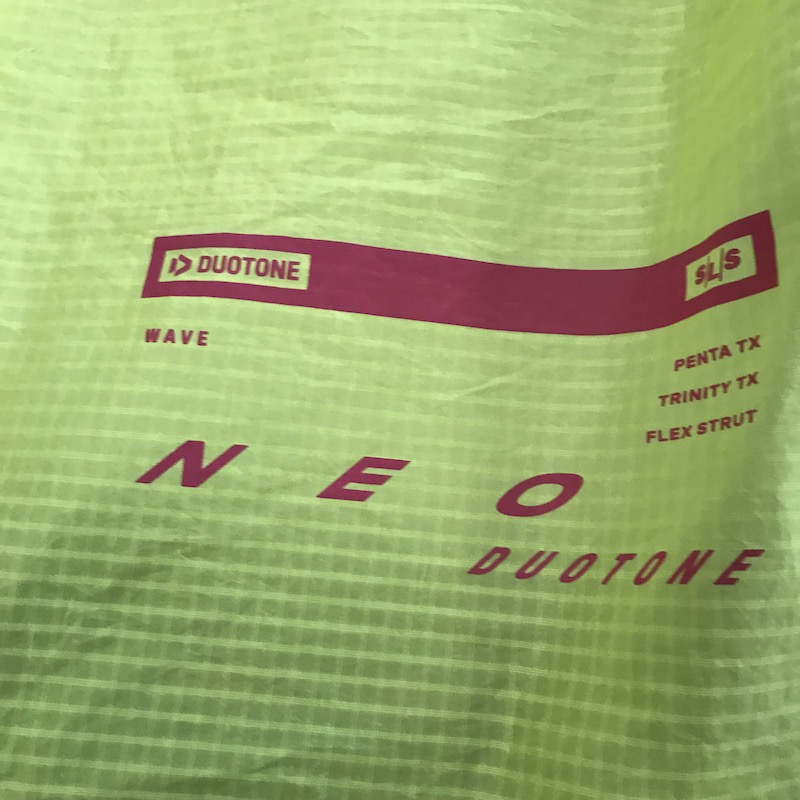 DUOTONE S/L/S
WAVE
PENTA TX
TRINITY TX
FLEX STRUT
NEO
DUOTONE